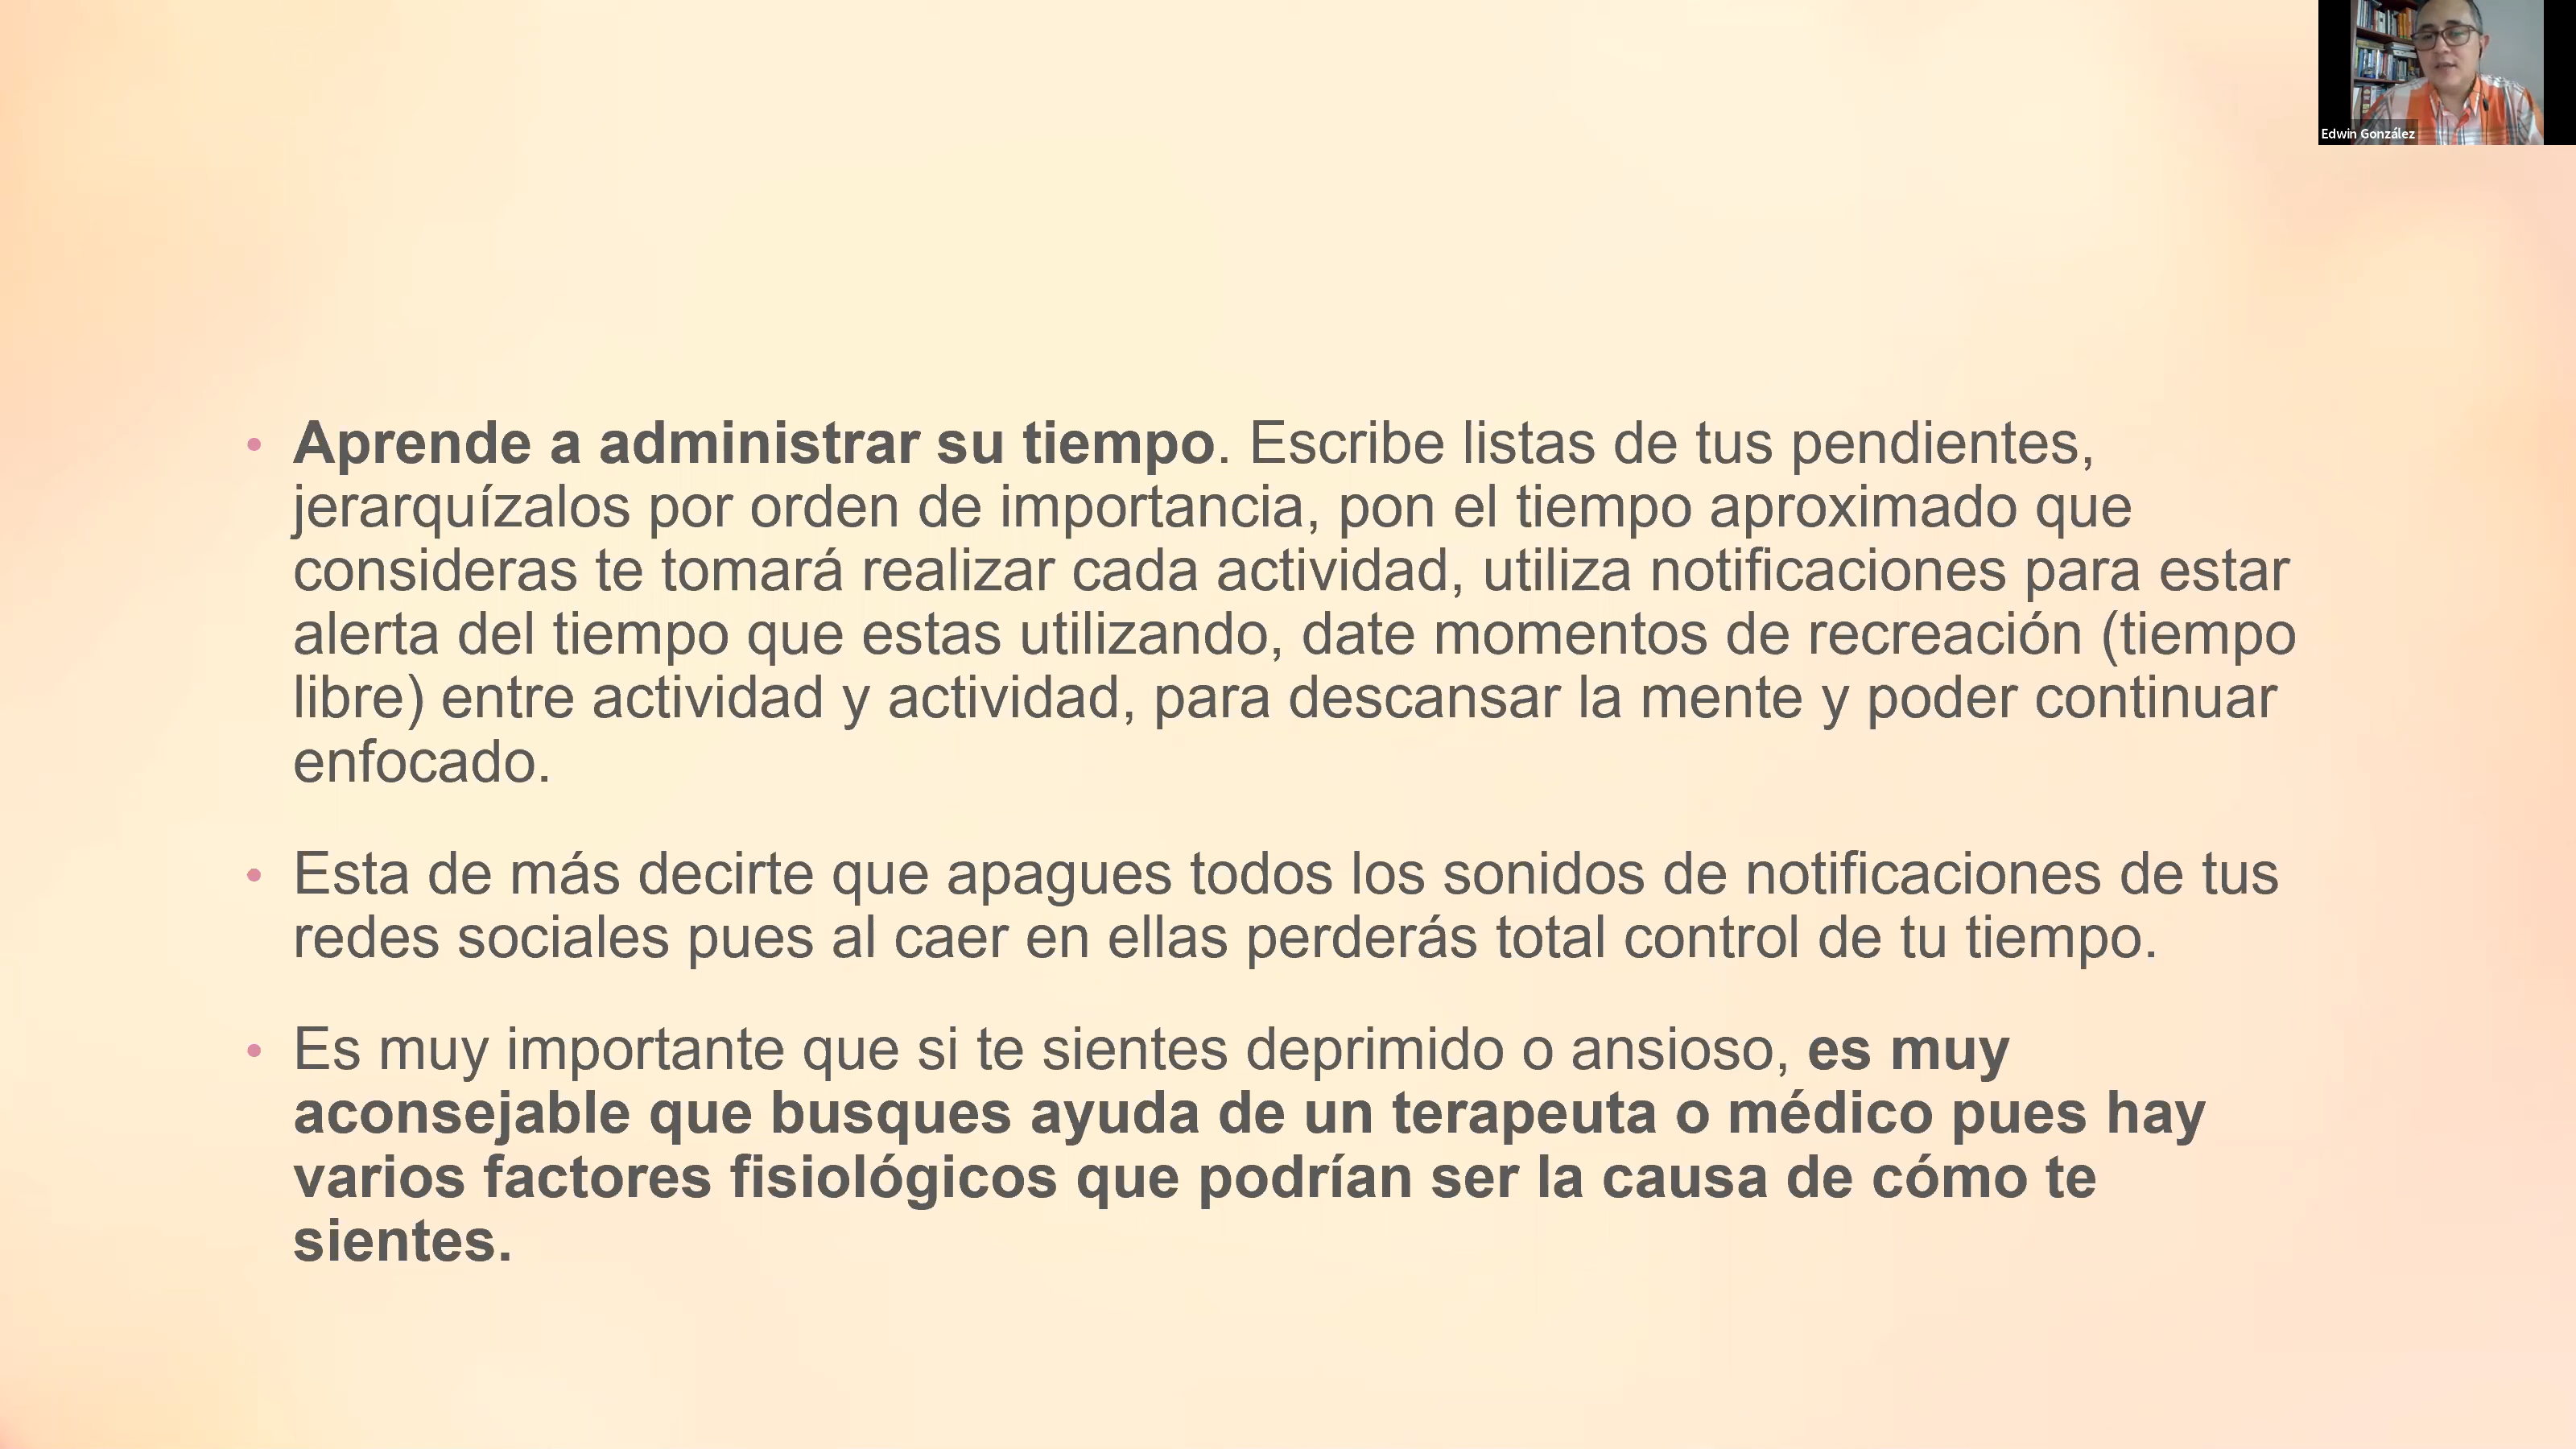 Edwin González
• Aprende a administrar su tiempo. Escribe listas de tus pendientes,
jerarquízalos por orden de importancia, pon el tiempo aproximado que
consideras te tomará realizar cada actividad, utiliza notificaciones para estar
alerta del tiempo que estas utilizando, date momentos de recreación (tiempo
libre) entre actividad y actividad, para descansar la mente y poder continuar
enfocado.
• Esta de más decirte que apagues todos los sonidos de notificaciones de tus
redes sociales pues al caer en ellas perderás total control de tu tiempo.
• Es muy importante que si te sientes deprimido o ansioso, es muy
aconsejable que busques ayuda de un terapeuta o médico pues hay
varios factores fisiológicos que podrían ser la causa de cómo te
sientes.